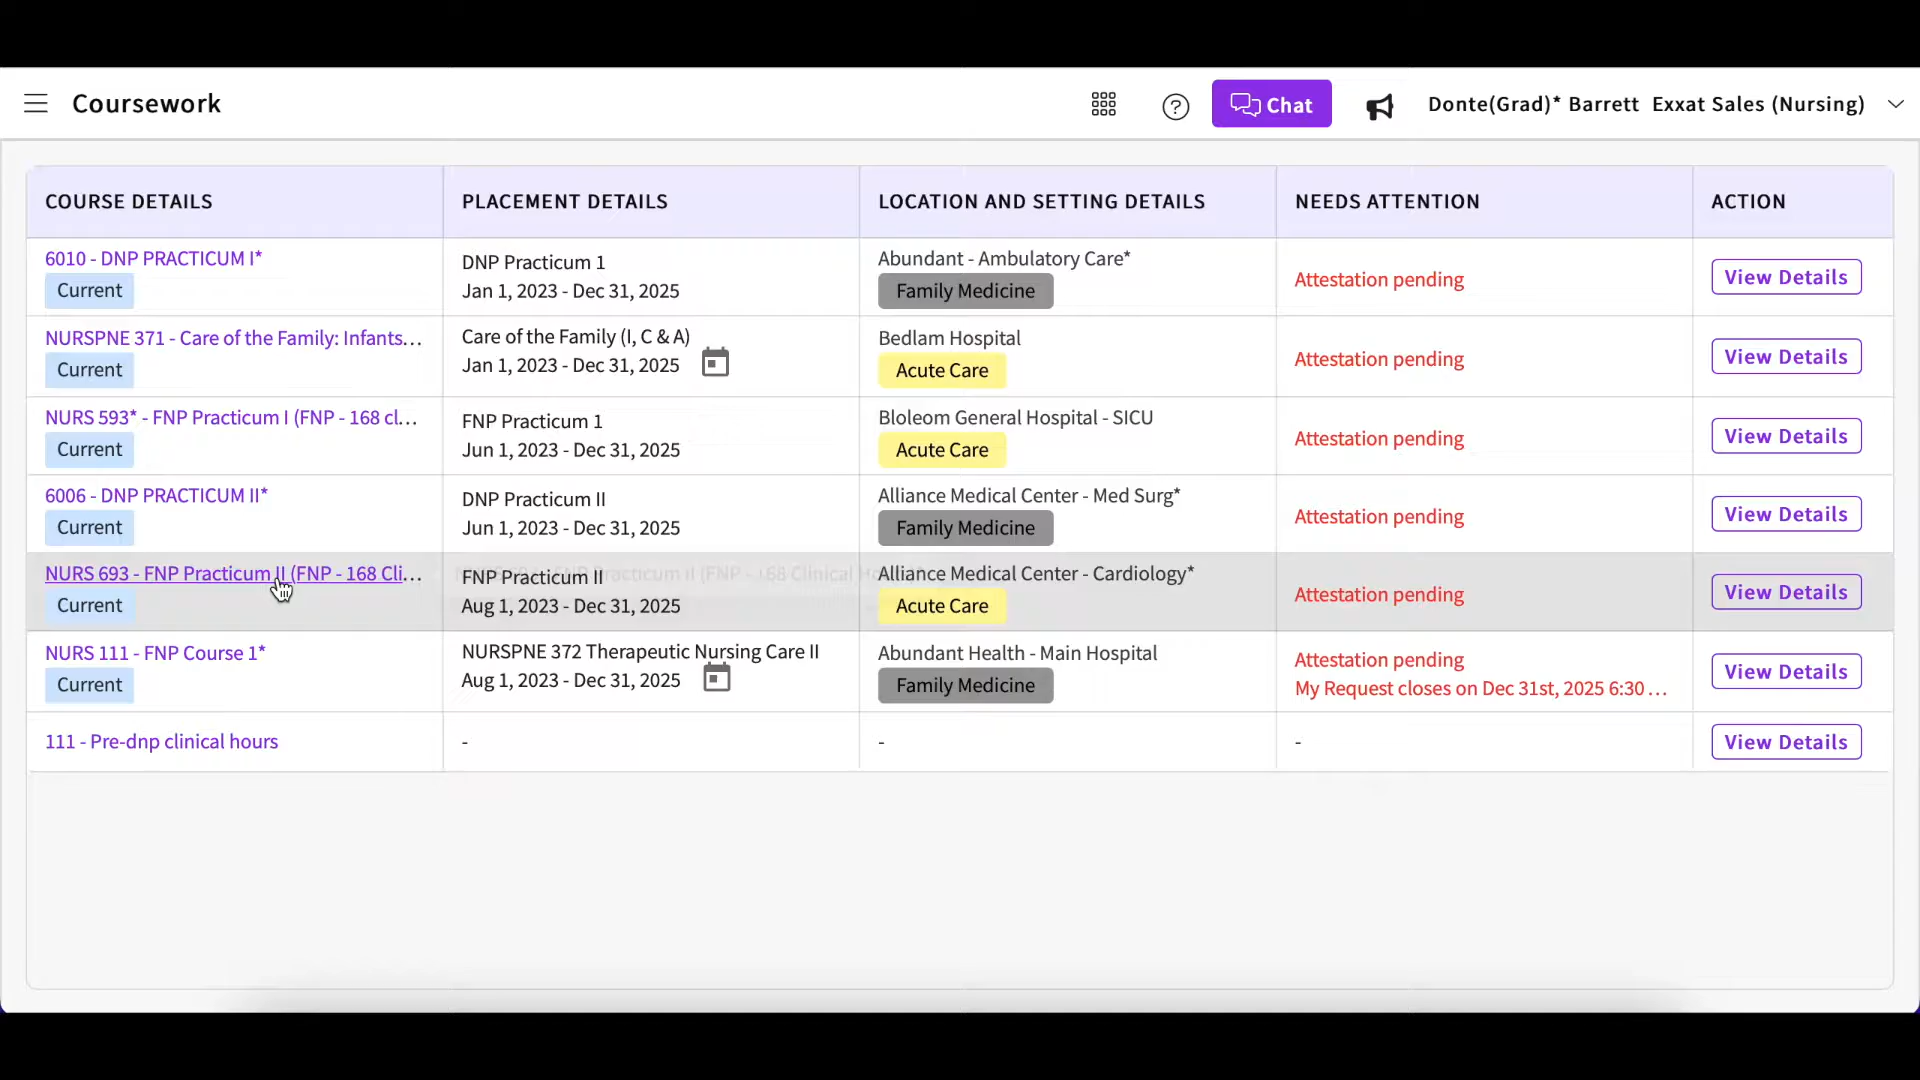 Coursework
Chat
Donte(Grad)* Barrett Exxat Sales (Nursing)
COURSE DETAILS
PLACEMENT DETAILS
LOCATION AND SETTING DETAILS
NEEDS ATTENTION
ACTION
6010 - DNP PRACTICUM I*
Current
DNP Practicum 1
Jan 1, 2023 - Dec 31, 2025
Abundant - Ambulatory Care*
Family Medicine
Attestation pending
View Details
NURSPNE 371 - Care of the Family: Infants...
Current
Care of the Family (I, C & A)
Jan 1, 2023 - Dec 31, 2025
Bedlam Hospital
Acute Care
Attestation pending
View Details
NURS 593* - FNP Practicum I (FNP - 168 cl...
Current
FNP Practicum 1
Jun 1, 2023 - Dec 31, 2025
Bloleom General Hospital - SICU
Acute Care
Attestation pending
View Details
6006 - DNP PRACTICUM II*
Current
DNP Practicum II
Jun 1, 2023 - Dec 31, 2025
Alliance Medical Center - Med Surg*
Family Medicine
Attestation pending
View Details
NURS 693 - FNP Practicum II (FNP - 168 Cli...
Current
FNP Practicum II
Aug 1, 2023 - Dec 31, 2025
Alliance Medical Center - Cardiology*
Acute Care
Attestation pending
View Details
NURS 111 - FNP Course 1*
Current
NURSPNE 372 Therapeutic Nursing Care II
Aug 1, 2023 - Dec 31, 2025
Abundant Health - Main Hospital
Family Medicine
Attestation pending
My Request closes on Dec 31st, 2025 6:30 ...
View Details
111 - Pre-dnp clinical hours
-
-
-
View Details